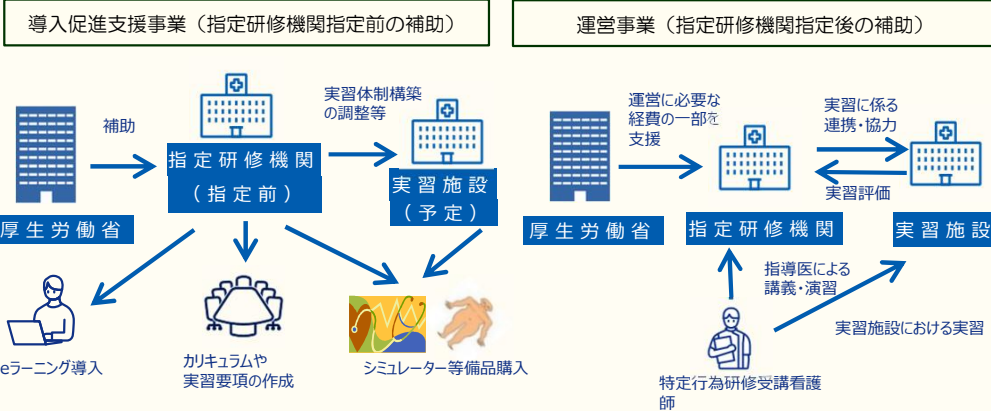 導入促進支援事業（指定研修機関指定前の補助）
補助
実習体制構築
の調整等
指定研修機関
（指定前）
実習施設
（予定）
厚生労働省
eラーニング導入
カリキュラムや
実習要項の作成
シミュレーター等備品購入
運営事業（指定研修機関指定後の補助）
運営に必要な
経費の一部を
支援
実習に係る
連携・協力
実習評価
厚生労働省
指定研修機関
実習施設
指導医による
講義・演習
実習施設における実習
特定行為研修受講看護
師